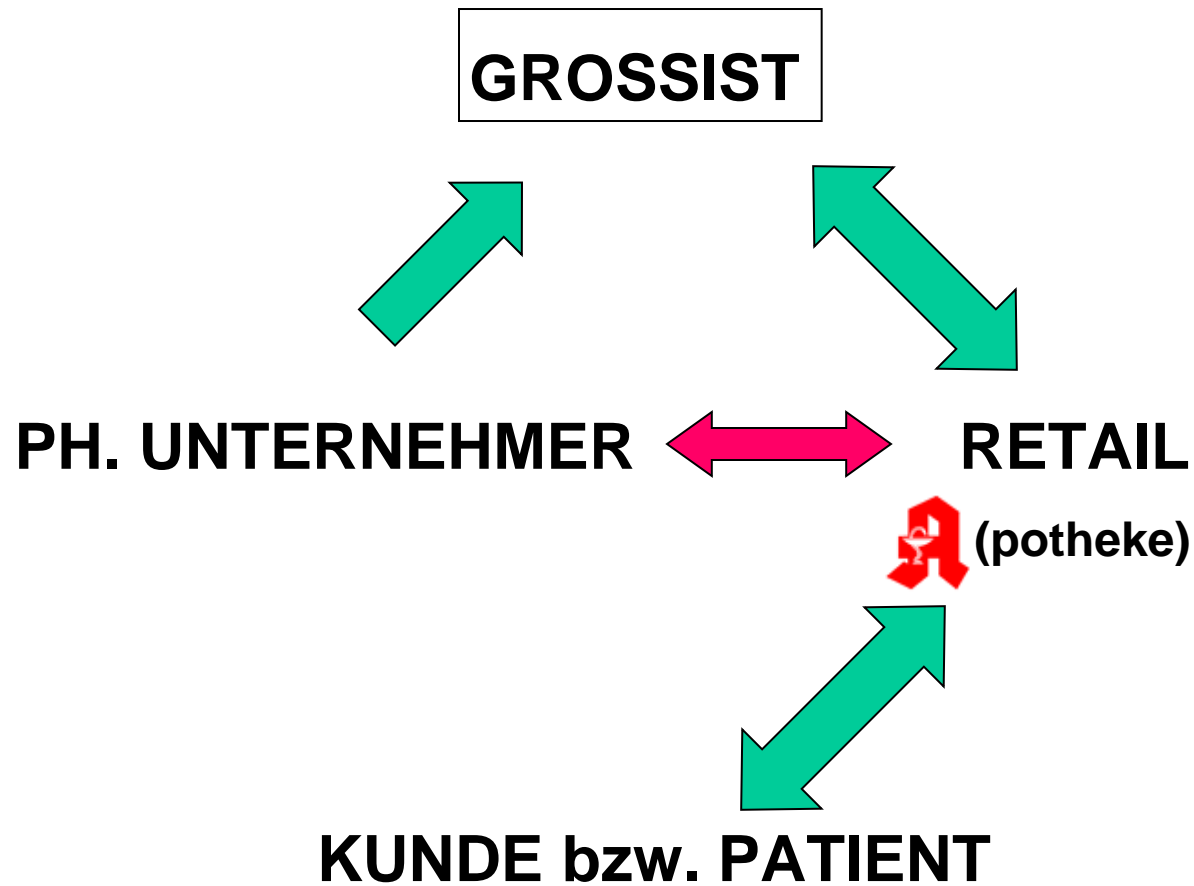 GROSSIST
PH. UNTERNEHMER RETAIL
A (potheke)
KUNDE bzw. PATIENT